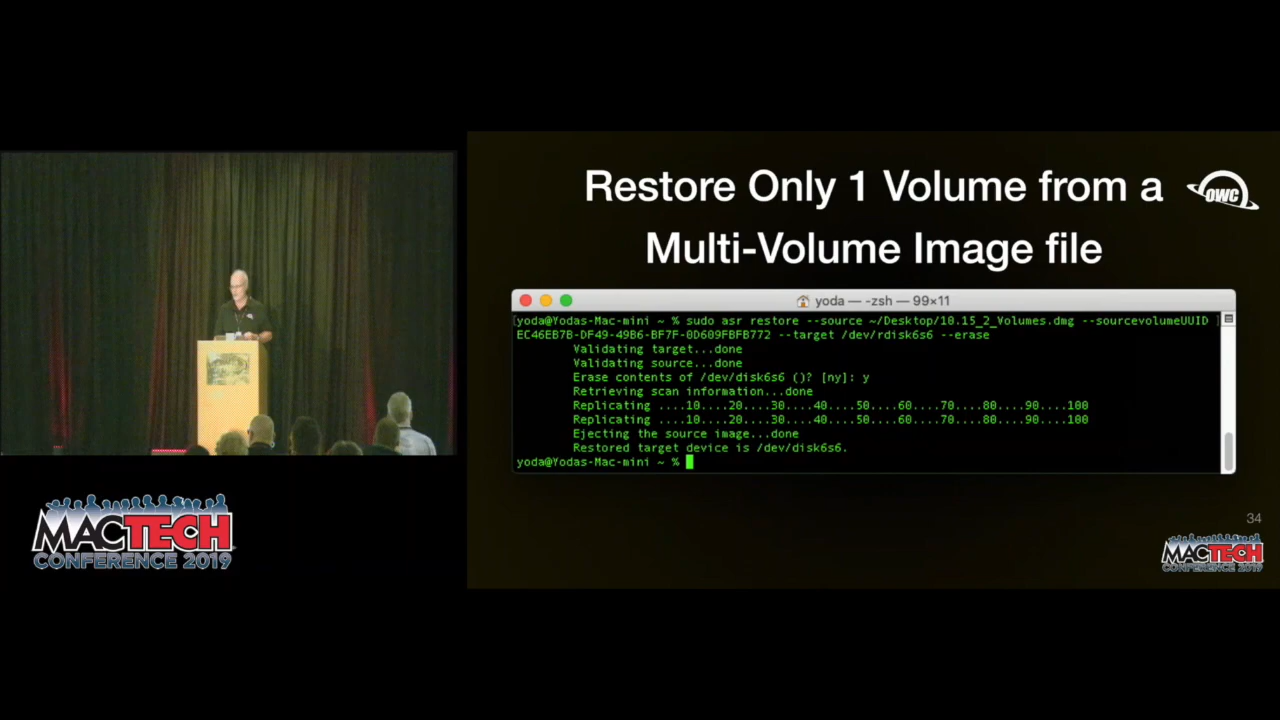 Restore Only 1 Volume from a
Multi-Volume Image file
OWC
yoda — -zsh — 99×11
[yoda@Yodas-Mac-mini ~ % sudo asr restore --source ~/Desktop/10.15_2_Volumes.dmg --sourcevolumeUUID ]
EC46EB7B-DF49-49B6-BF7F-0D609FBFB772 --target /dev/rdisk6s6 --erase
Validating target...done
Validating source...done
Erase contents of /dev/disk6s6 ()? [ny]: y
Retrieving scan information...done
Replicating ....10....20....30....40....50....60....70....80....90....100
Replicating ....10....20....30....40....50....60....70....80....90....100
Ejecting the source image...done
Restored target device is /dev/disk6s6.
yoda@Yodas-Mac-mini ~ %
34
MACTECH
CONFERENCE 2019
MACTECH
CONFERENCE 2019